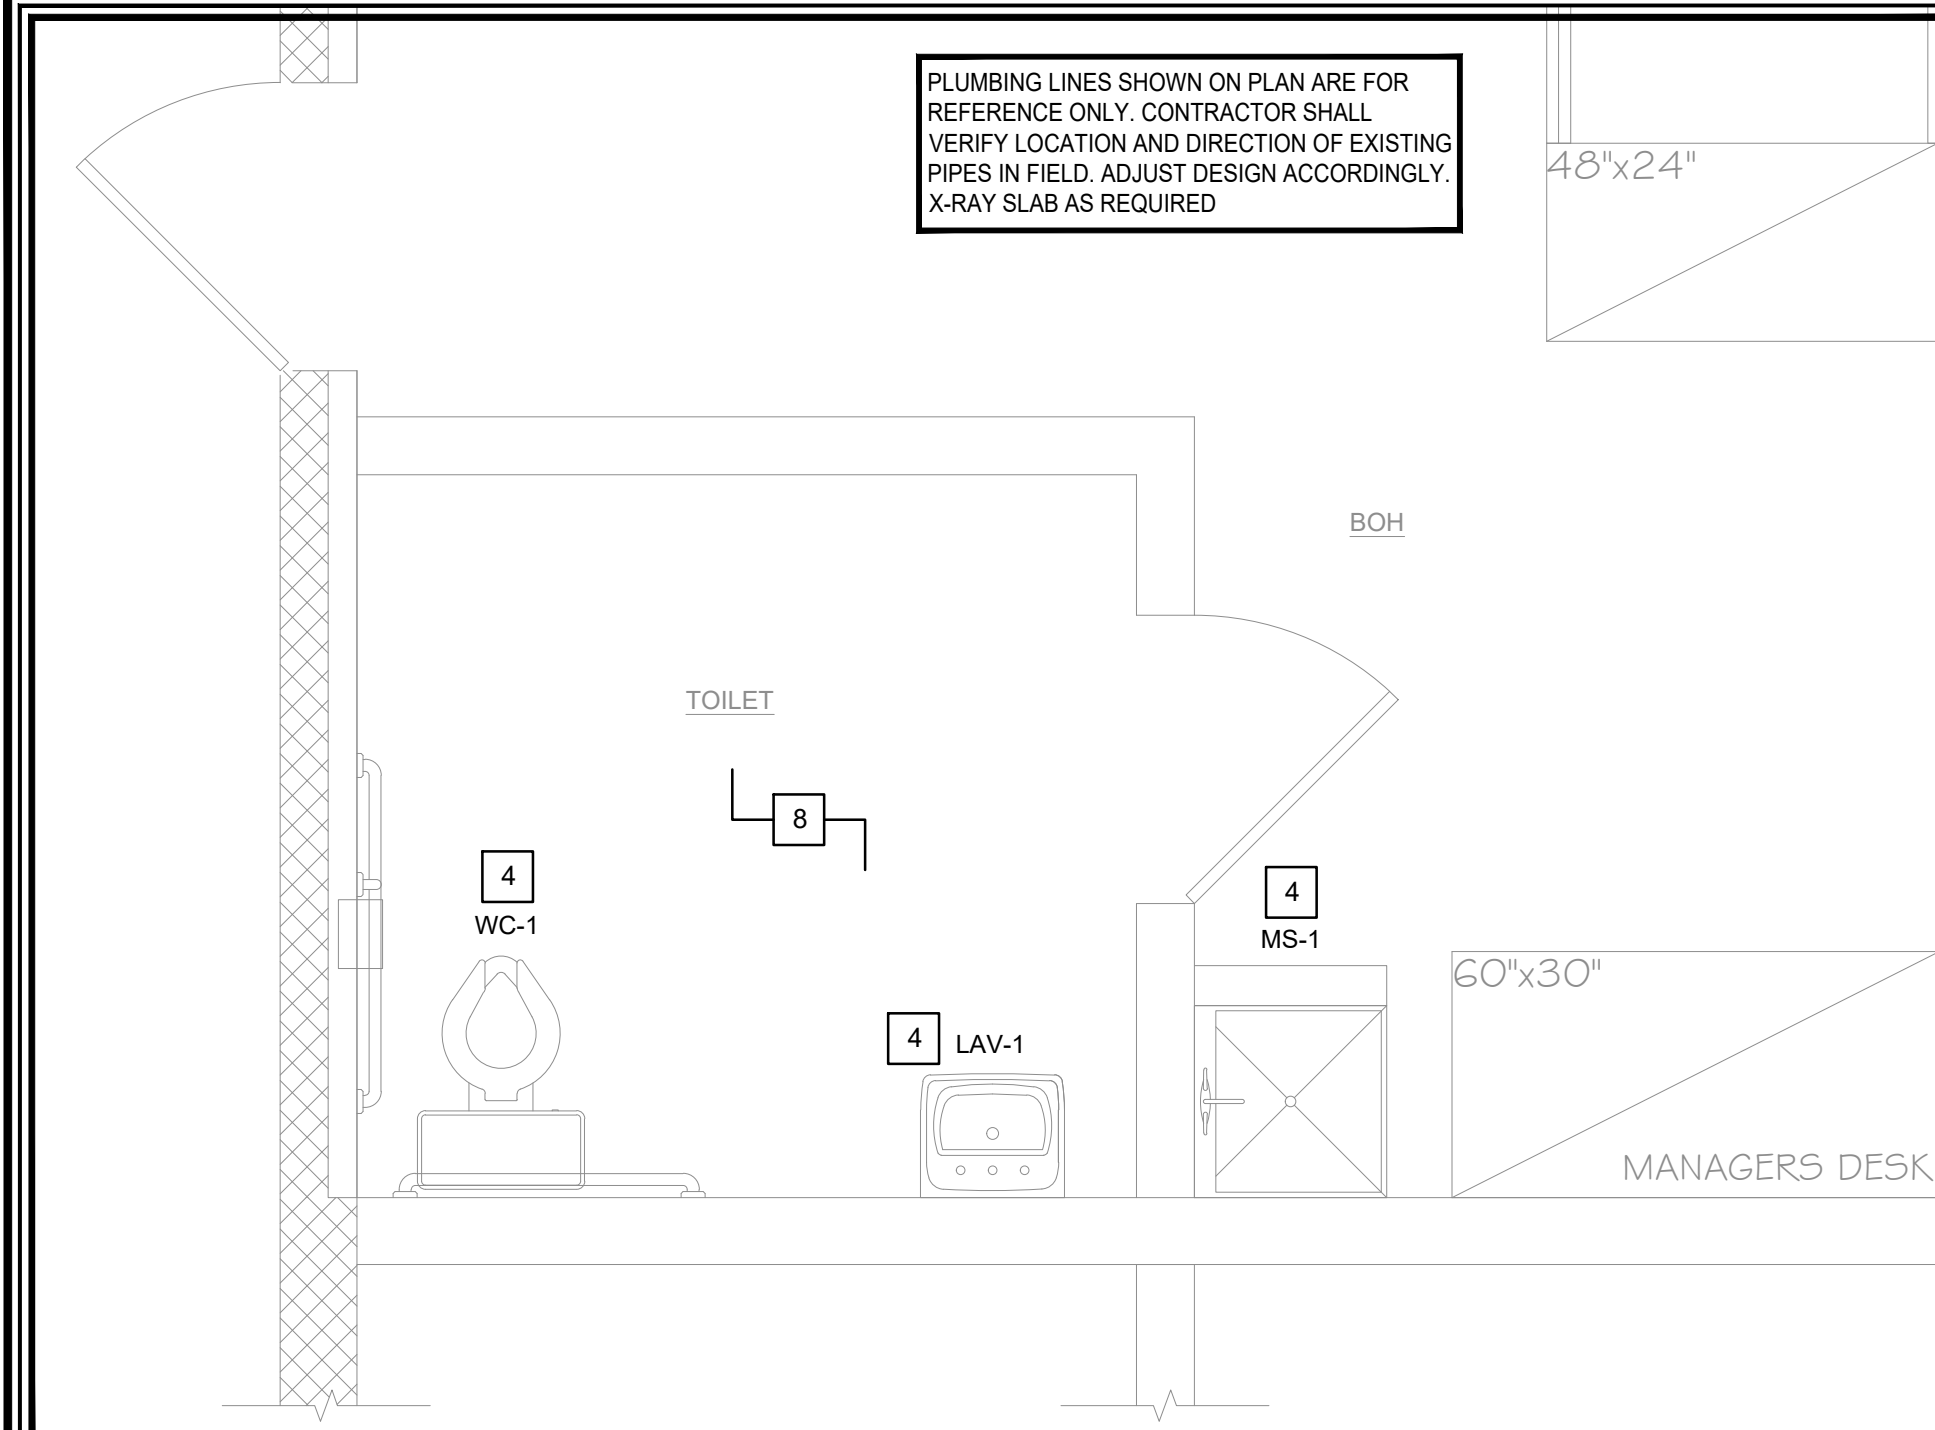 PLUMBING LINES SHOWN ON PLAN ARE FOR
REFERENCE ONLY. CONTRACTOR SHALL
VERIFY LOCATION AND DIRECTION OF EXISTING
PIPES IN FIELD. ADJUST DESIGN ACCORDINGLY.
X-RAY SLAB AS REQUIRED
48"x24"
BOH
TOILET
8
4
WC-1
4
MS-1
60"x30"
4
LAV-1
MANAGERS DESK